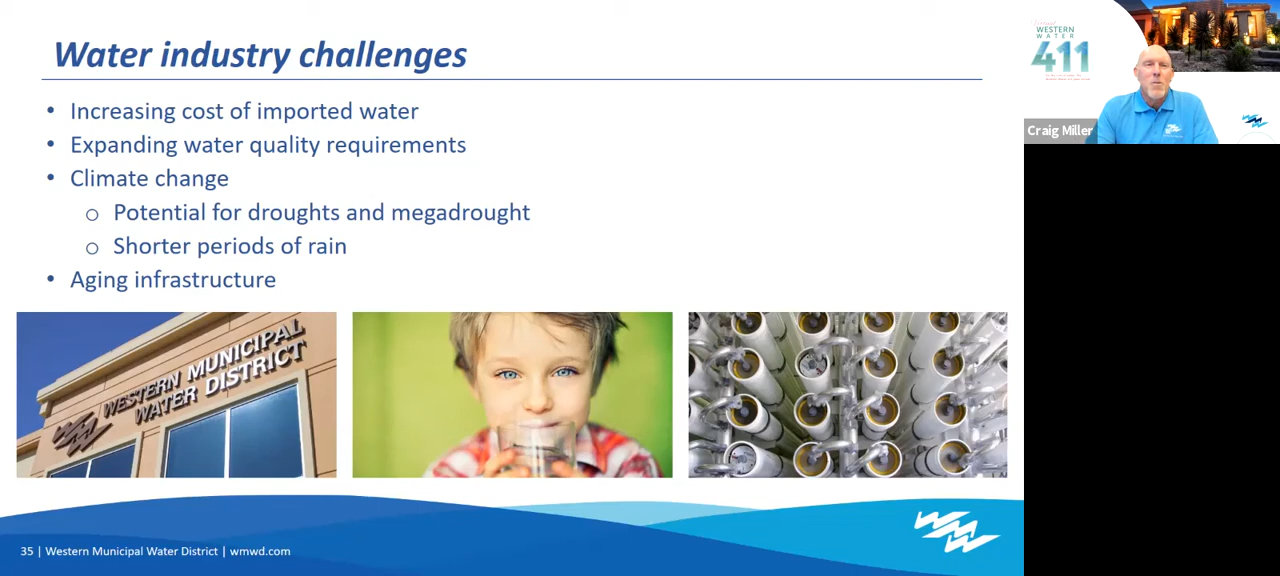 Water industry challenges
• Increasing cost of imported water
• Expanding water quality requirements
• Climate change
o Potential for droughts and megadrought
o Shorter periods of rain
• Aging infrastructure
WESTERN MUNICIPAL
WATER DISTRICT
35 | Western Municipal Water District | wmwd.com
WESTERN
WATER
411
Craig Miller